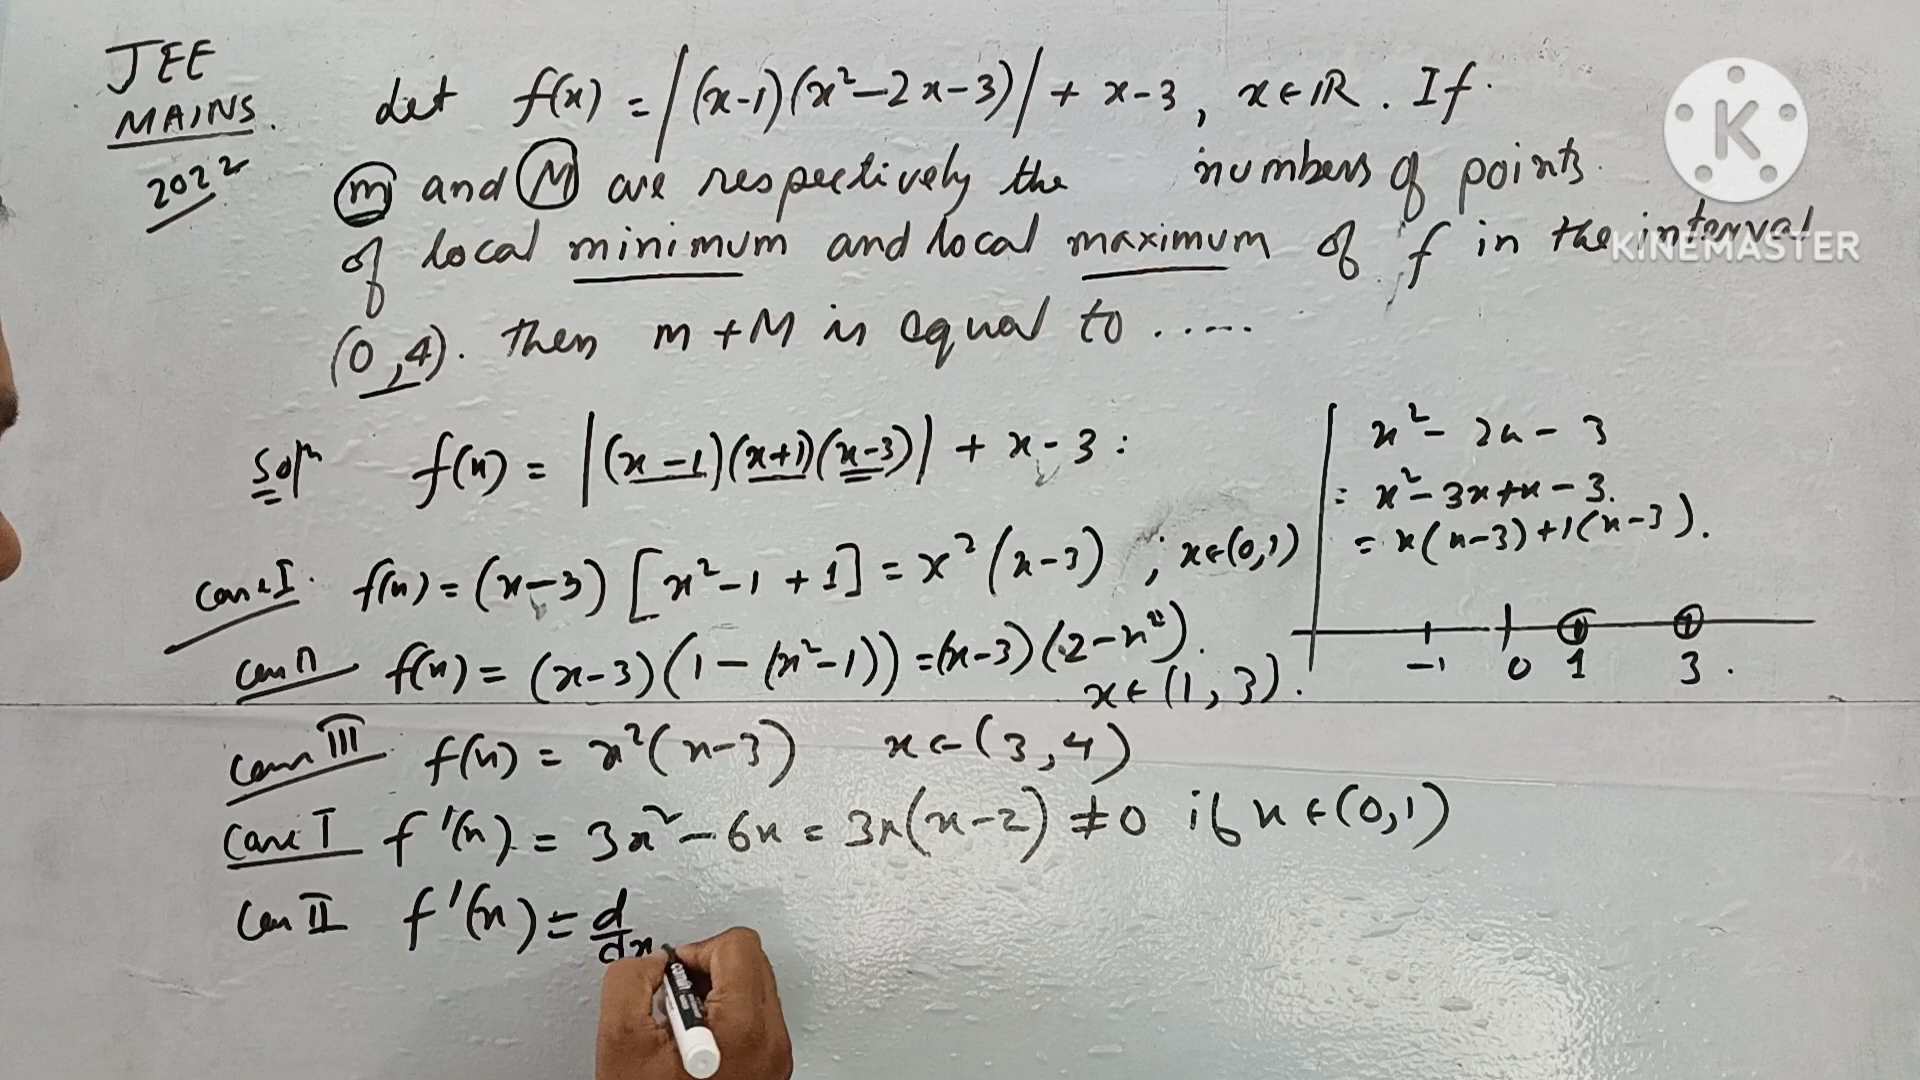 JEE
MAINS.
2022
Let f(x) = |(x-1)(x²-2x-3)| + x-3, x∈IR. If.
m and M are respectively the numbers of points.
of local minimum and local maximum of f in the interval
(0,4). then m+M is equal to .....
KINEMASTER
K
Solⁿ f(x) = |(x-1)(x+1)(x-3)| + x-3 :
x² - 2x - 3
= x²-3x+x-3.
= x(x-3)+1(x-3).
Case I. f(x) = (x-3) [x²-1+1] = x²(x-3) ; x∈(0,1)
Case II f(x) = (x-3)(1-(x²-1)) = (x-3)(2-x²).
x∈(1,3).
-1 0 1 3.
Case III f(x) = x²(x-3) x∈(3,4)
Case I f'(x) = 3x²-6x = 3x(x-2) ≠0 if x∈(0,1)
Case II f'(x) = d/dx